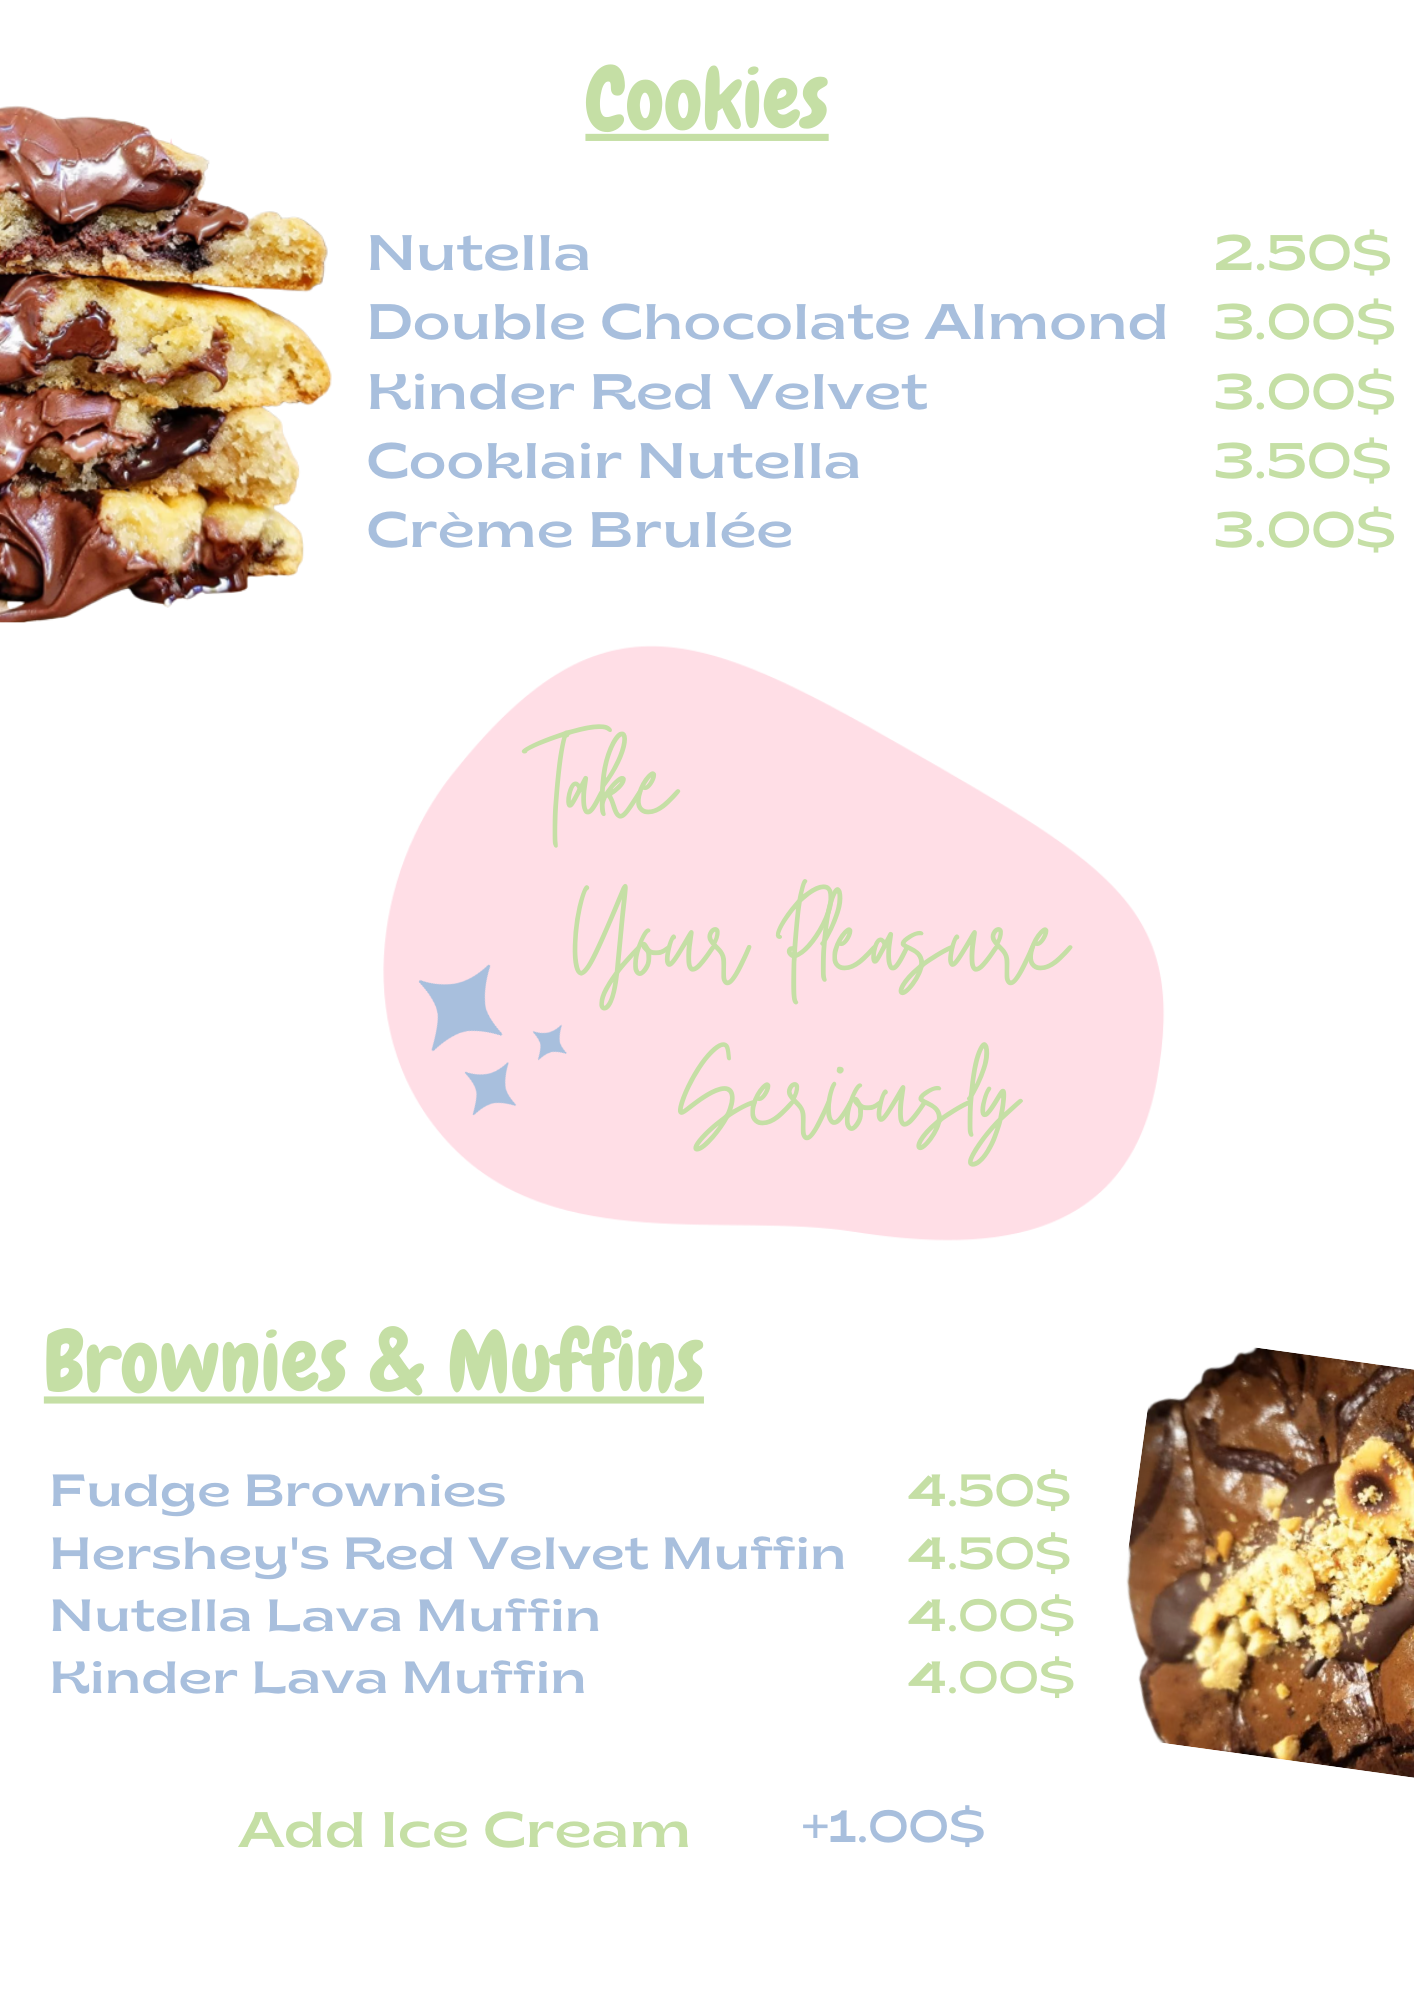 Cookies
Nutella 2.50$
Double Chocolate Almond 3.00$
Kinder Red Velvet 3.00$
Cooklair Nutella 3.50$
Crème Brulée 3.00$
Take
Your Pleasure
Seriously
Brownies & Muffins
Fudge Brownies 4.50$
Hershey's Red Velvet Muffin 4.50$
Nutella Lava Muffin 4.00$
Kinder Lava Muffin 4.00$
Add Ice Cream +1.00$